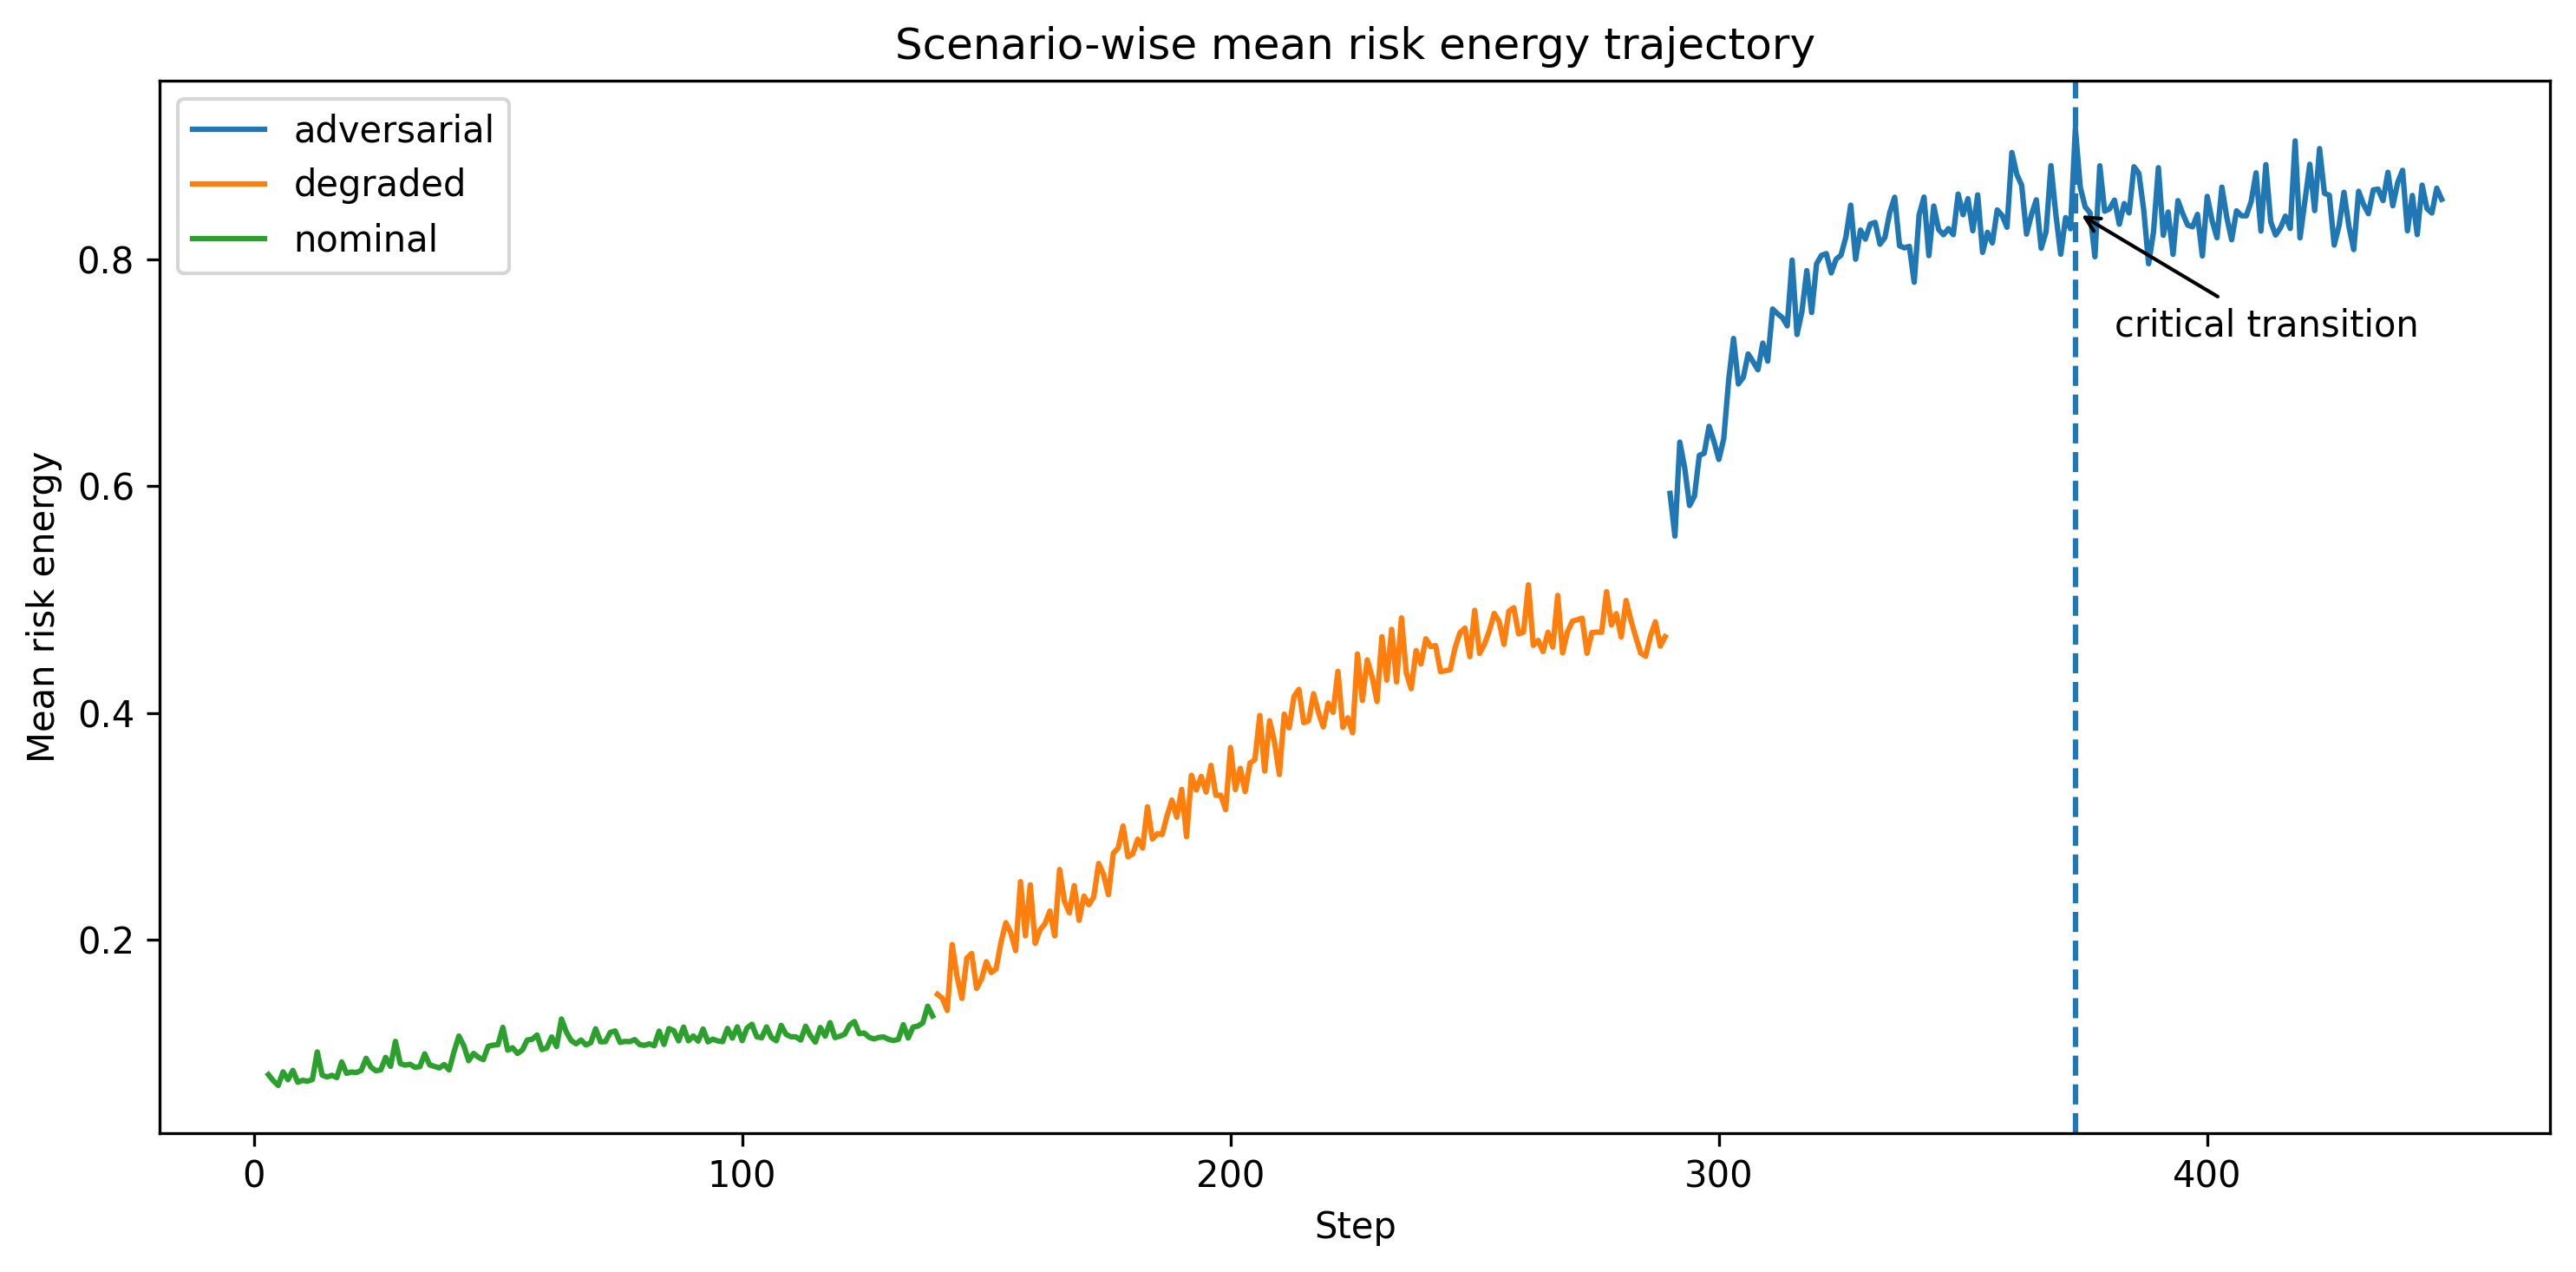 Scenario-wise mean risk energy trajectory
adversarial
degraded
nominal
critical transition
Mean risk energy
0.8
0.6
0.4
0.2
0
100
200
300
400
Step